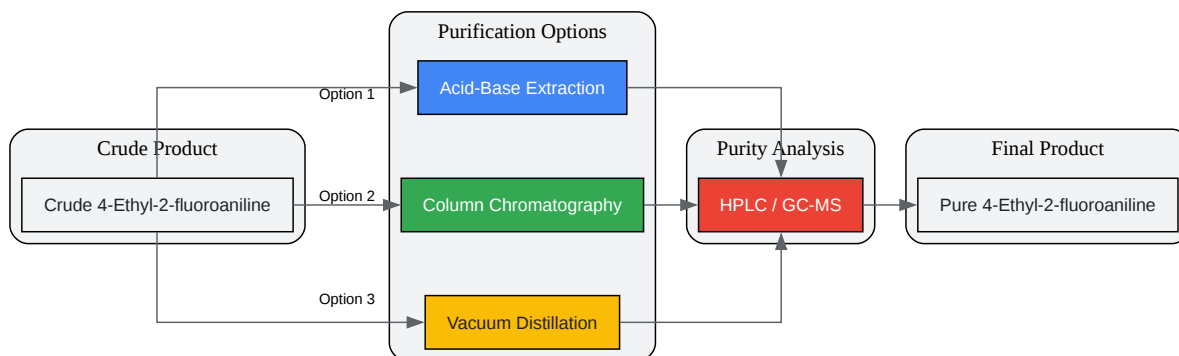 Purification Options
Acid-Base Extraction
Option 1
Crude Product
Purity Analysis
Final Product
Crude 4-Ethyl-2-fluoroaniline
Option 2
Column Chromatography
HPLC / GC-MS
Pure 4-Ethyl-2-fluoroaniline
Option 3
Vacuum Distillation